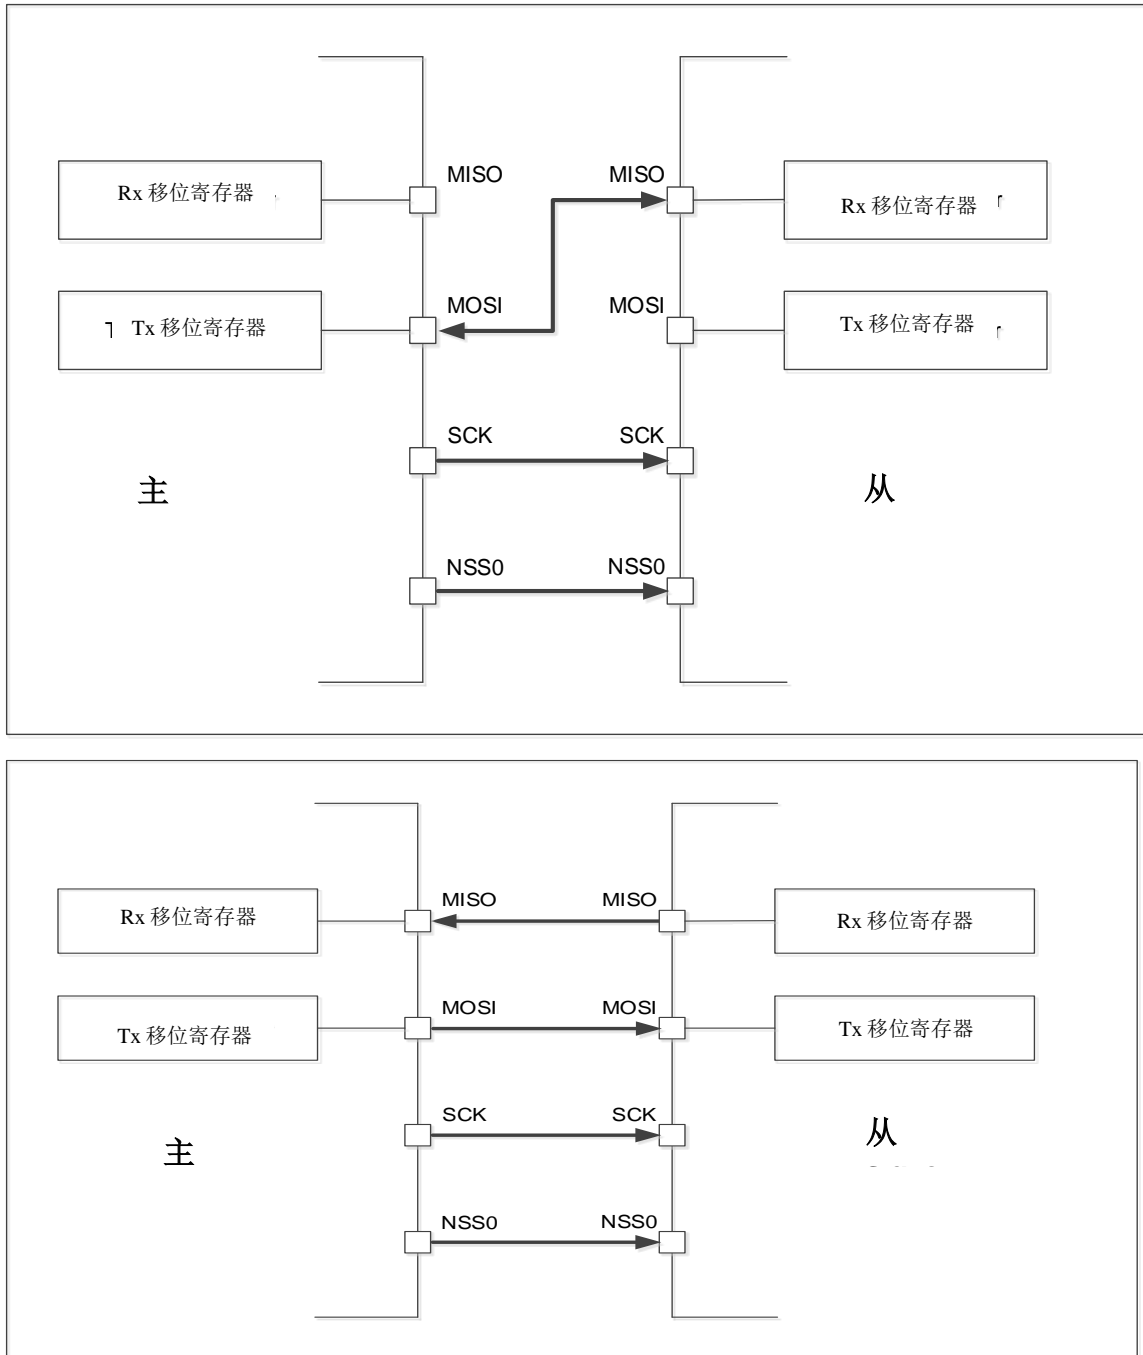 MISO MISO
Rx 移位寄存器 Rx 移位寄存器
MOSI MOSI
Tx 移位寄存器 Tx 移位寄存器
SCK SCK
主 从
NSS0 NSS0
MISO MISO
Rx 移位寄存器 Rx 移位寄存器
MOSI MOSI
Tx 移位寄存器 Tx 移位寄存器
SCK SCK
主 从
NSS0 NSS0